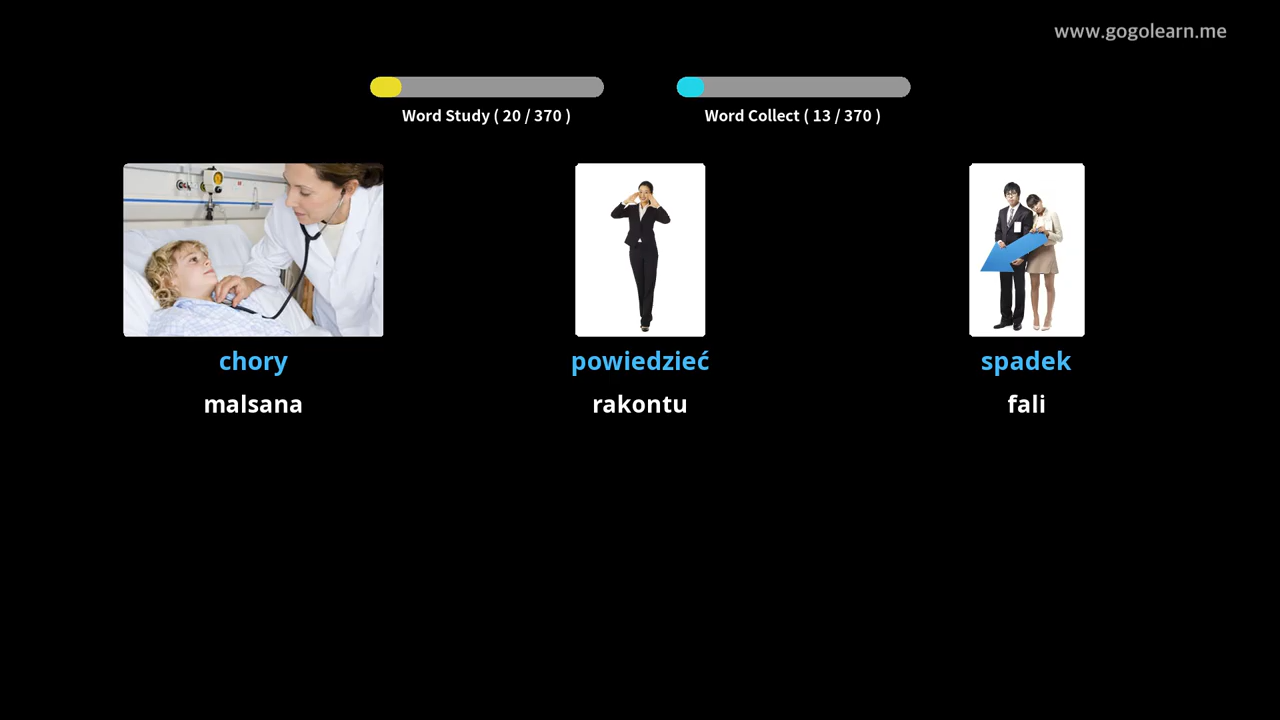 www.gogolearn.me
Word Study ( 20 / 370 )
Word Collect ( 13 / 370 )
chory
powiedzieć
spadek
malsana
rakontu
fali